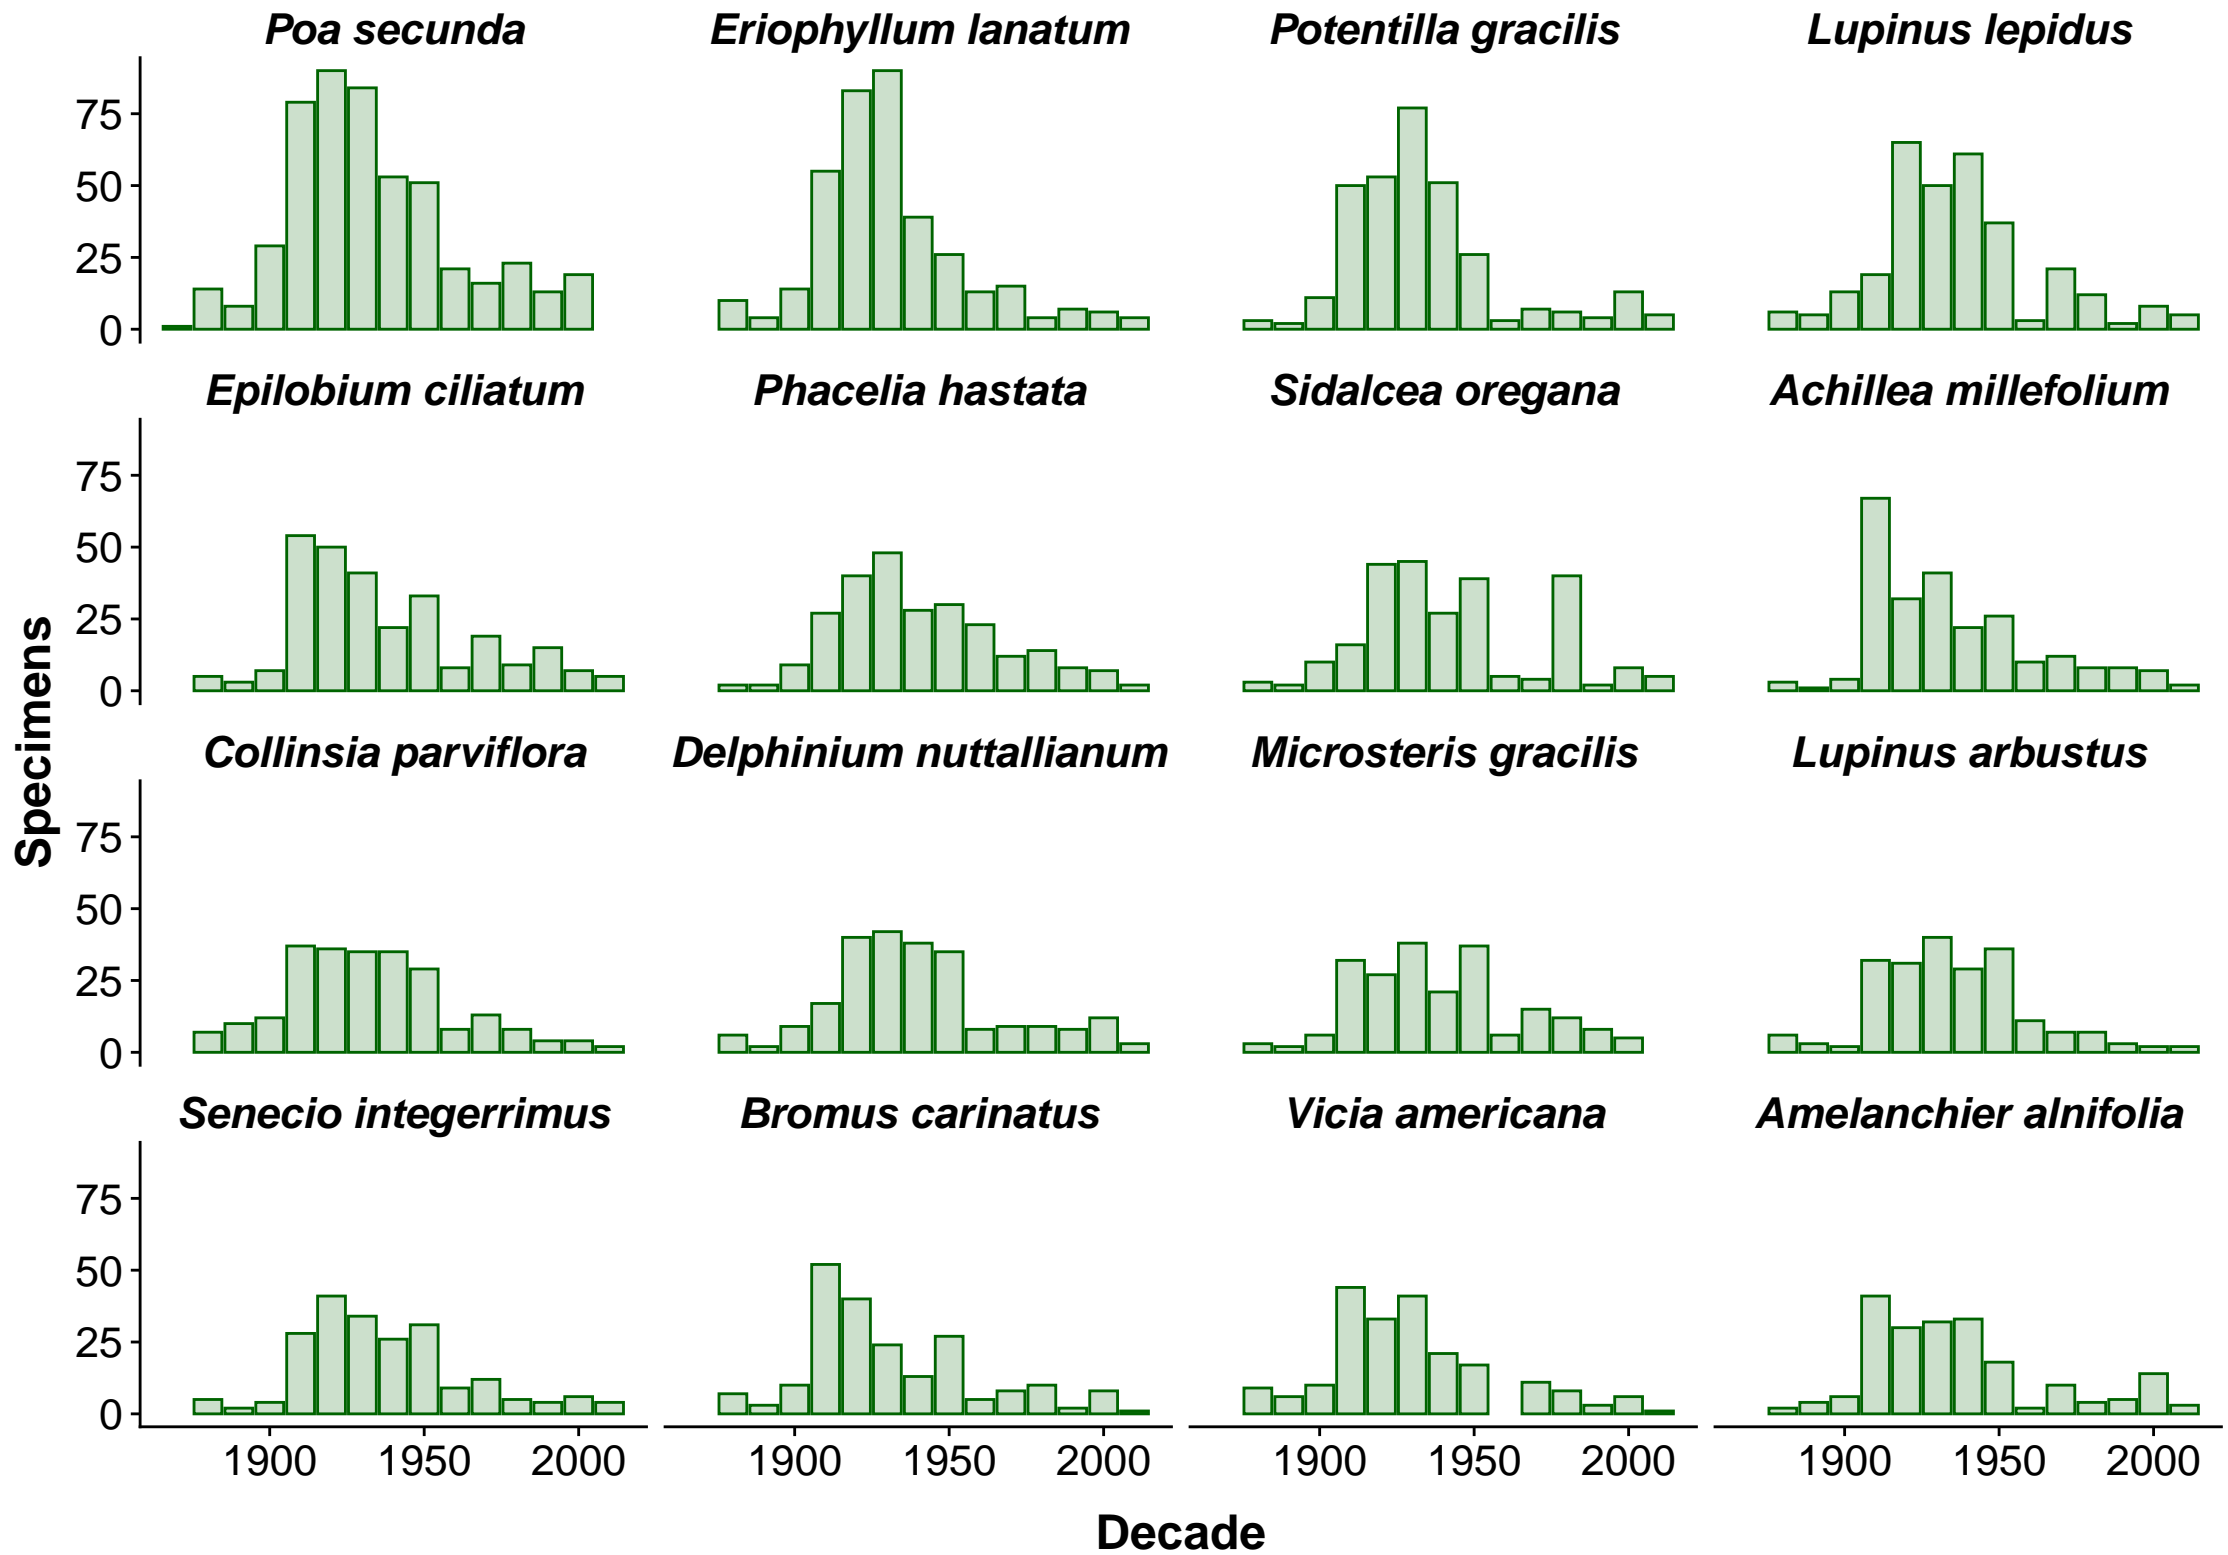 Poa secunda
Eriophyllum lanatum
Potentilla gracilis
Lupinus lepidus
75
50
25
0
Epilobium ciliatum
Phacelia hastata
Sidalcea oregana
Achillea millefolium
75
50
25
0
Specimens
Collinsia parviflora
Delphinium nuttallianum
Microsteris gracilis
Lupinus arbustus
75
50
25
0
Senecio integerrimus
Bromus carinatus
Vicia americana
Amelanchier alnifolia
75
50
25
0
1900 1950 2000
1900 1950 2000
1900 1950 2000
1900 1950 2000
Decade